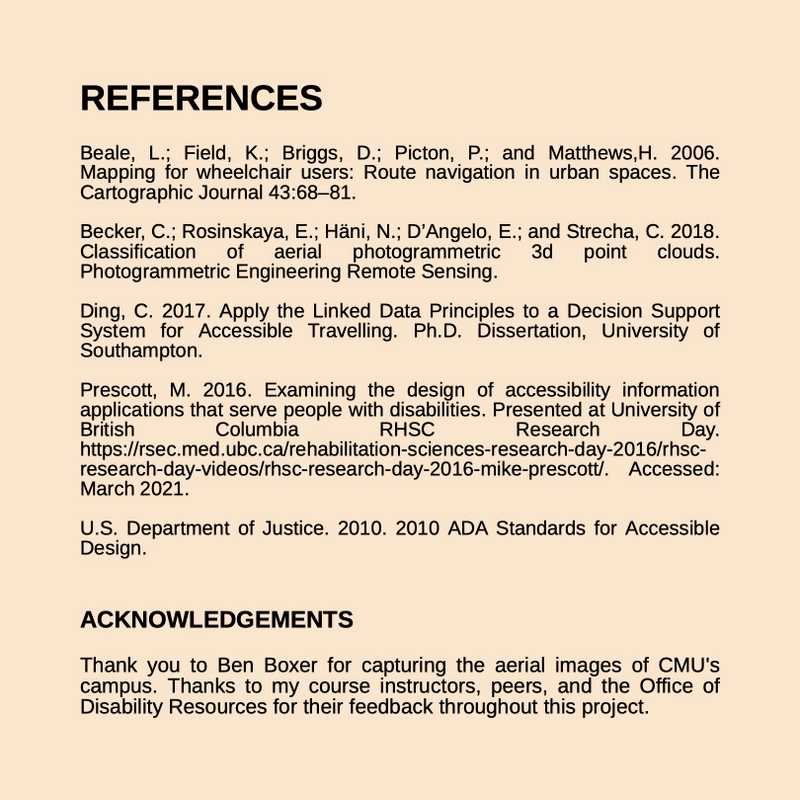 REFERENCES
Beale, L.; Field, K.; Briggs, D.; Picton, P.; and Matthews,H. 2006.
Mapping for wheelchair users: Route navigation in urban spaces. The
Cartographic Journal 43:68–81.
Becker, C.; Rosinskaya, E.; Häni, N.; D’Angelo, E.; and Strecha, C. 2018.
Classification of aerial photogrammetric 3d point clouds.
Photogrammetric Engineering Remote Sensing.
Ding, C. 2017. Apply the Linked Data Principles to a Decision Support
System for Accessible Travelling. Ph.D. Dissertation, University of
Southampton.
Prescott, M. 2016. Examining the design of accessibility information
applications that serve people with disabilities. Presented at University of
British Columbia RHSC Research Day.
https://rsec.med.ubc.ca/rehabilitation-sciences-research-day-2016/rhsc-
research-day-videos/rhsc-research-day-2016-mike-prescott/. Accessed:
March 2021.
U.S. Department of Justice. 2010. 2010 ADA Standards for Accessible
Design.
ACKNOWLEDGEMENTS
Thank you to Ben Boxer for capturing the aerial images of CMU's
campus. Thanks to my course instructors, peers, and the Office of
Disability Resources for their feedback throughout this project.